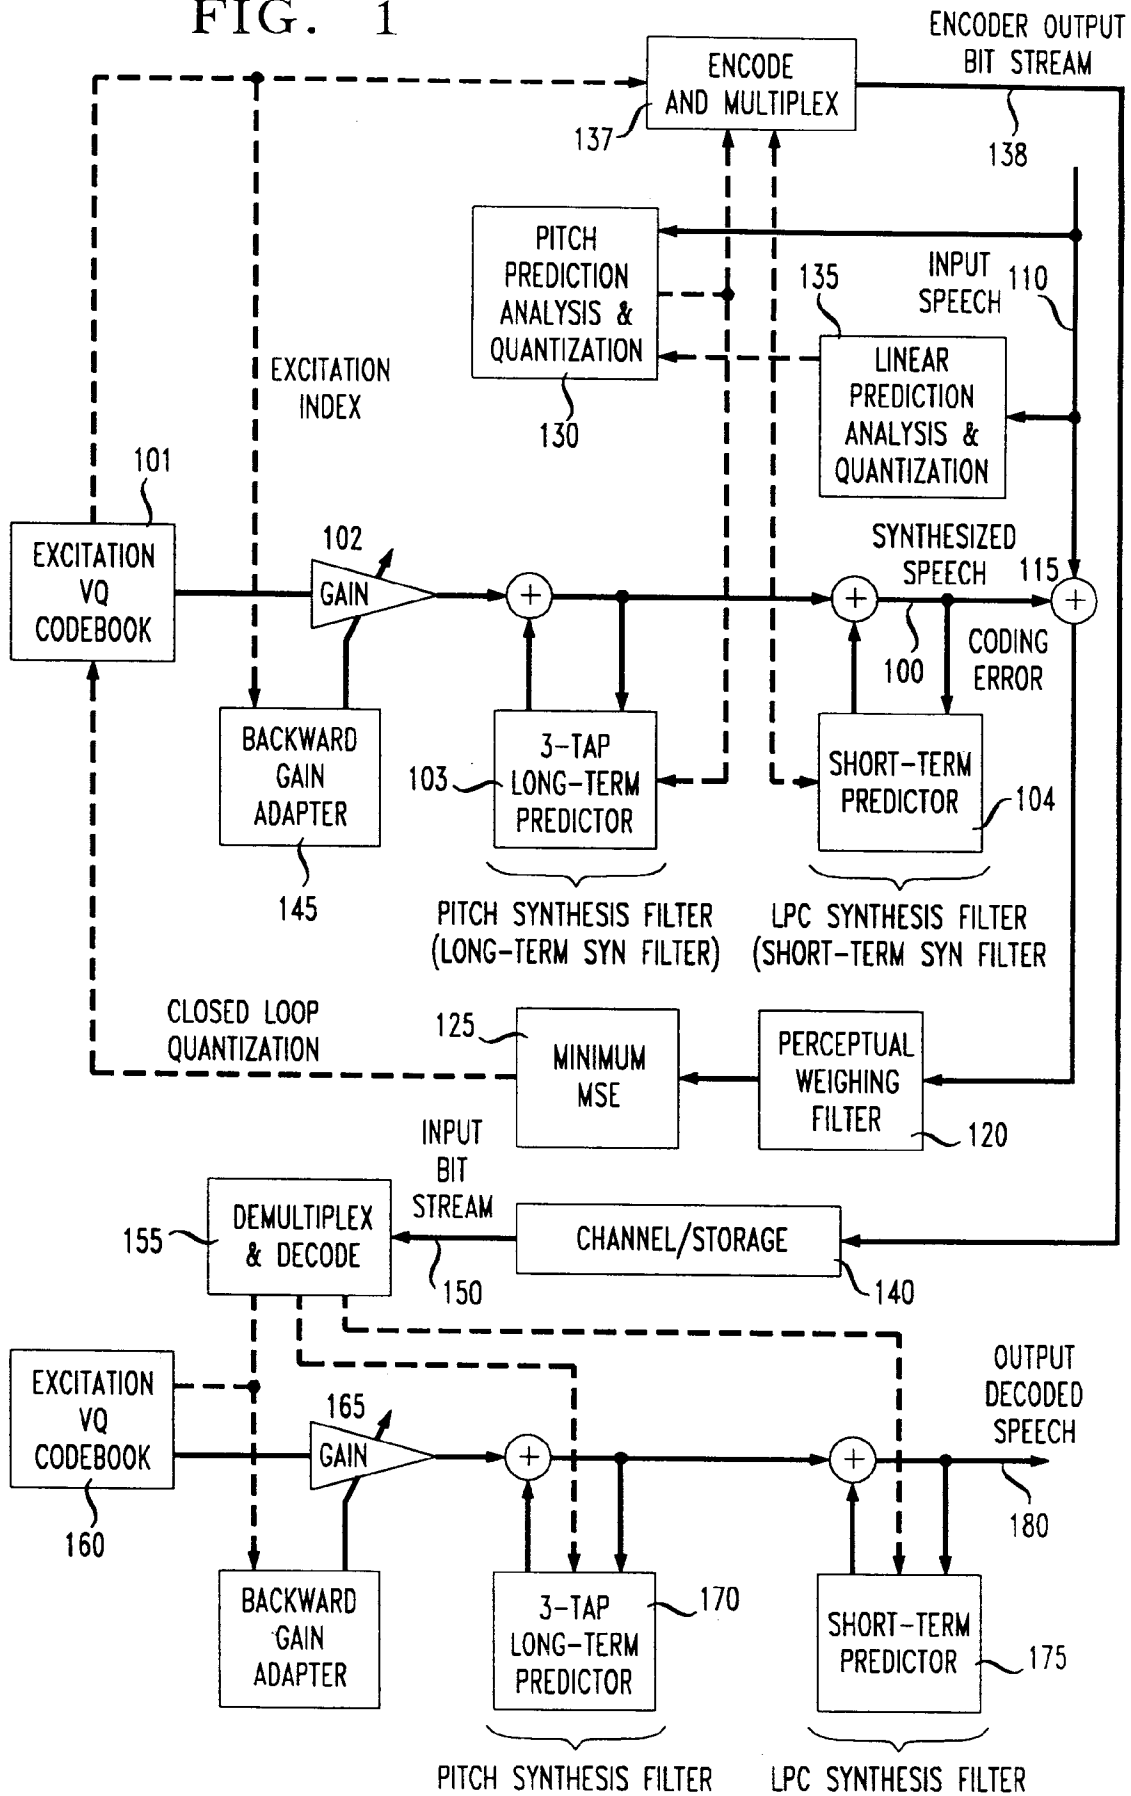 FIG. 1
ENCODER OUTPUT
BIT STREAM
ENCODE
AND MULTIPLEX
137
138
PITCH
PREDICTION
ANALYSIS &
QUANTIZATION
130
INPUT
SPEECH
110
135
LINEAR
PREDICTION
ANALYSIS &
QUANTIZATION
EXCITATION
INDEX
101
EXCITATION
VQ
CODEBOOK
102
GAIN
+
+
SYNTHESIZED
SPEECH
115
+
100
CODING
ERROR
BACKWARD
GAIN
ADAPTER
145
103
3-TAP
LONG-TERM
PREDICTOR
SHORT-TERM
PREDICTOR
104
PITCH SYNTHESIS FILTER
(LONG-TERM SYN FILTER)
LPC SYNTHESIS FILTER
(SHORT-TERM SYN FILTER
CLOSED LOOP
QUANTIZATION
125
MINIMUM
MSE
PERCEPTUAL
WEIGHING
FILTER
120
INPUT
BIT
STREAM
155
DEMULTIPLEX
& DECODE
150
CHANNEL/STORAGE
140
EXCITATION
VQ
CODEBOOK
160
165
GAIN
+
+
OUTPUT
DECODED
SPEECH
180
BACKWARD
GAIN
ADAPTER
3-TAP
LONG-TERM
PREDICTOR
170
SHORT-TERM
PREDICTOR
175
PITCH SYNTHESIS FILTER
LPC SYNTHESIS FILTER